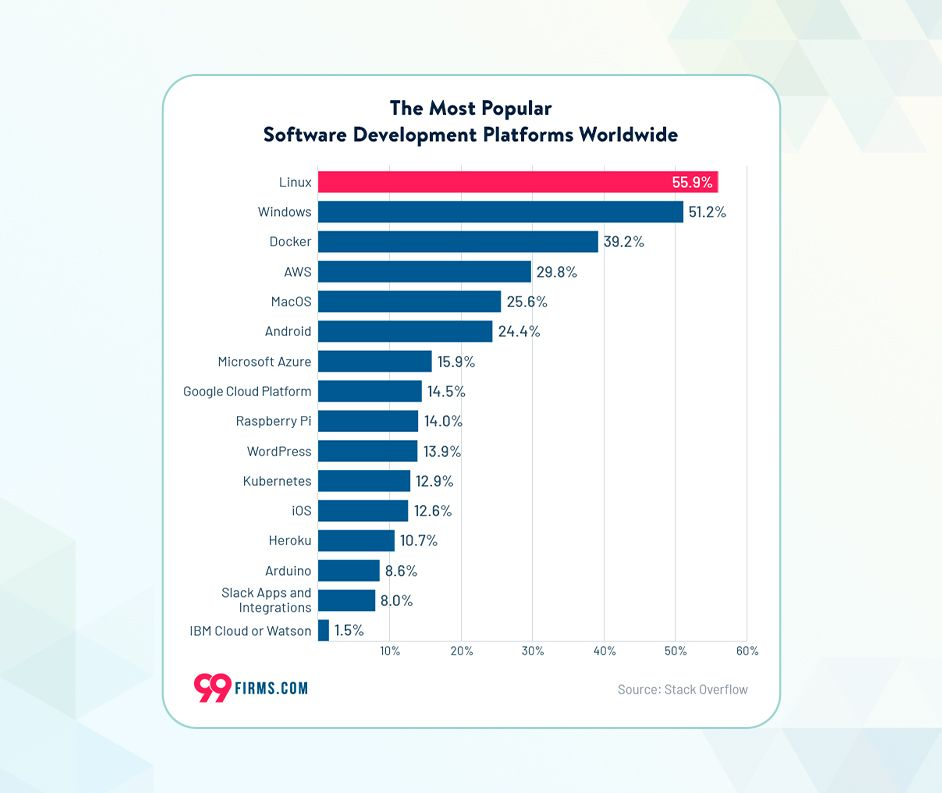 The Most Popular
Software Development Platforms Worldwide
Linux 55.9%
Windows 51.2%
Docker 39.2%
AWS 29.8%
MacOS 25.6%
Android 24.4%
Microsoft Azure 15.9%
Google Cloud Platform 14.5%
Raspberry Pi 14.0%
WordPress 13.9%
Kubernetes 12.9%
iOS 12.6%
Heroku 10.7%
Arduino 8.6%
Slack Apps and
Integrations 8.0%
IBM Cloud or Watson 1.5%
10% 20% 30% 40% 50% 60%
99FIRMS.COM
Source: Stack Overflow